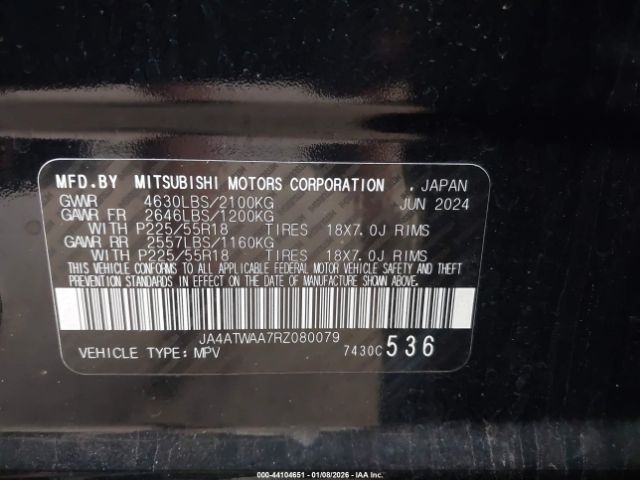 MFD.BY MITSUBISHI MOTORS CORPORATION . JAPAN
GVWR 4630LBS/2100KG JUN 2024
GAWR FR 2646LBS/1200KG
WITH P225/55R18 TIRES 18X7.0J RIMS
GAWR RR 2557LBS/1160KG
WITH P225/55R18 TIRES 18X7.0J RIMS
THIS VEHICLE CONFORMS TO ALL APPLICABLE FEDERAL MOTOR VEHICLE SAFETY AND THEFT
PREVENTION STANDARDS IN EFFECT ON THE DATE OF MANUFACTURE SHOWN ABOVE.
JA4ATWAA7RZ080079
VEHICLE TYPE: MPV 7430C 536
000-44104651 | 01/08/2026 | © IAA Inc.